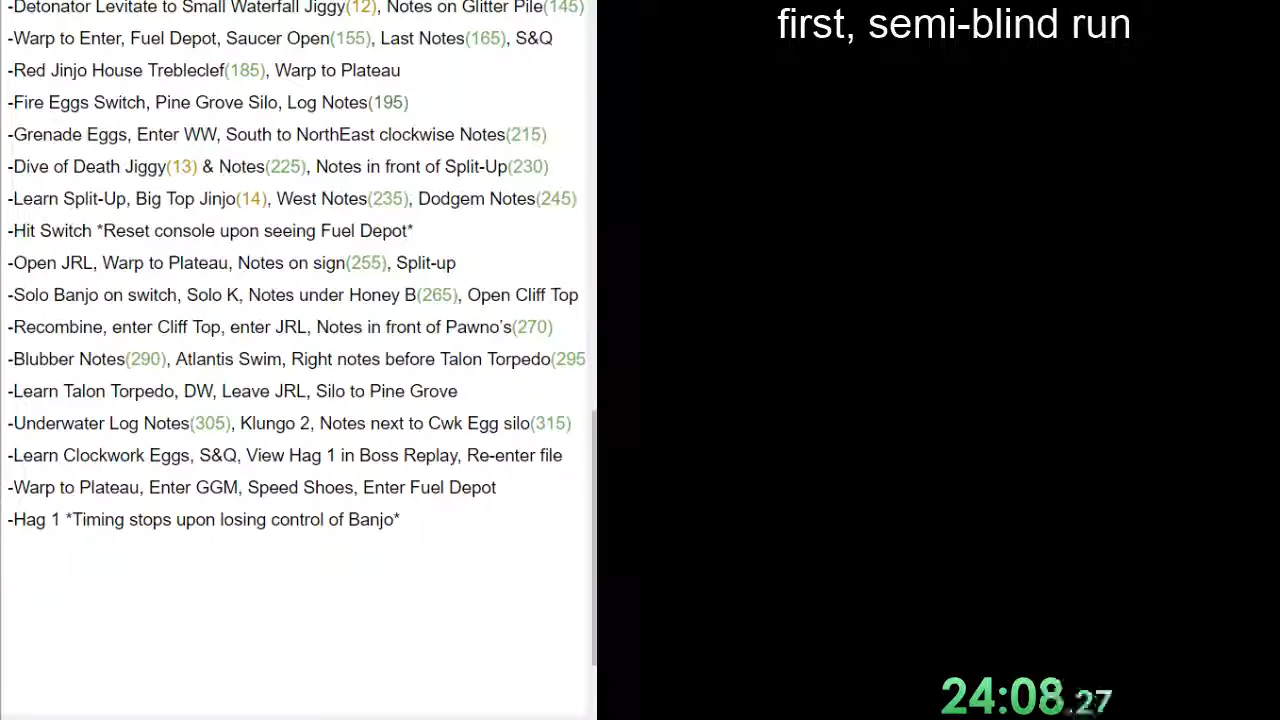 -Detonator Levitate to Small Waterfall Jiggy(12), Notes on Glitter Pile(145)
-Warp to Enter, Fuel Depot, Saucer Open(155), Last Notes(165), S&Q
-Red Jinjo House Trebleclef(185), Warp to Plateau
-Fire Eggs Switch, Pine Grove Silo, Log Notes(195)
-Grenade Eggs, Enter WW, South to NorthEast clockwise Notes(215)
-Dive of Death Jiggy(13) & Notes(225), Notes in front of Split-Up(230)
-Learn Split-Up, Big Top Jinjo(14), West Notes(235), Dodgem Notes(245)
-Hit Switch *Reset console upon seeing Fuel Depot*
-Open JRL, Warp to Plateau, Notes on sign(255), Split-up
-Solo Banjo on switch, Solo K, Notes under Honey B(265), Open Cliff Top
-Recombine, enter Cliff Top, enter JRL, Notes in front of Pawno's(270)
-Blubber Notes(290), Atlantis Swim, Right notes before Talon Torpedo(295
-Learn Talon Torpedo, DW, Leave JRL, Silo to Pine Grove
-Underwater Log Notes(305), Klungo 2, Notes next to Cwk Egg silo(315)
-Learn Clockwork Eggs, S&Q, View Hag 1 in Boss Replay, Re-enter file
-Warp to Plateau, Enter GGM, Speed Shoes, Enter Fuel Depot
-Hag 1 *Timing stops upon losing control of Banjo*
first, semi-blind run
24:08.27